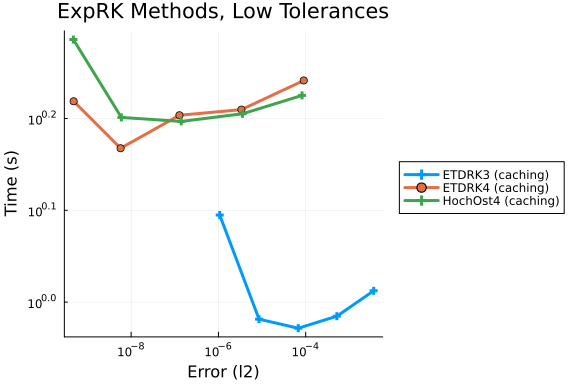 ExpRK Methods, Low Tolerances
Time (s)
10^0.2
10^0.1
10^0.0
10^-8
10^-6
10^-4
Error (l2)
ETDRK3 (caching)
ETDRK4 (caching)
HochOst4 (caching)